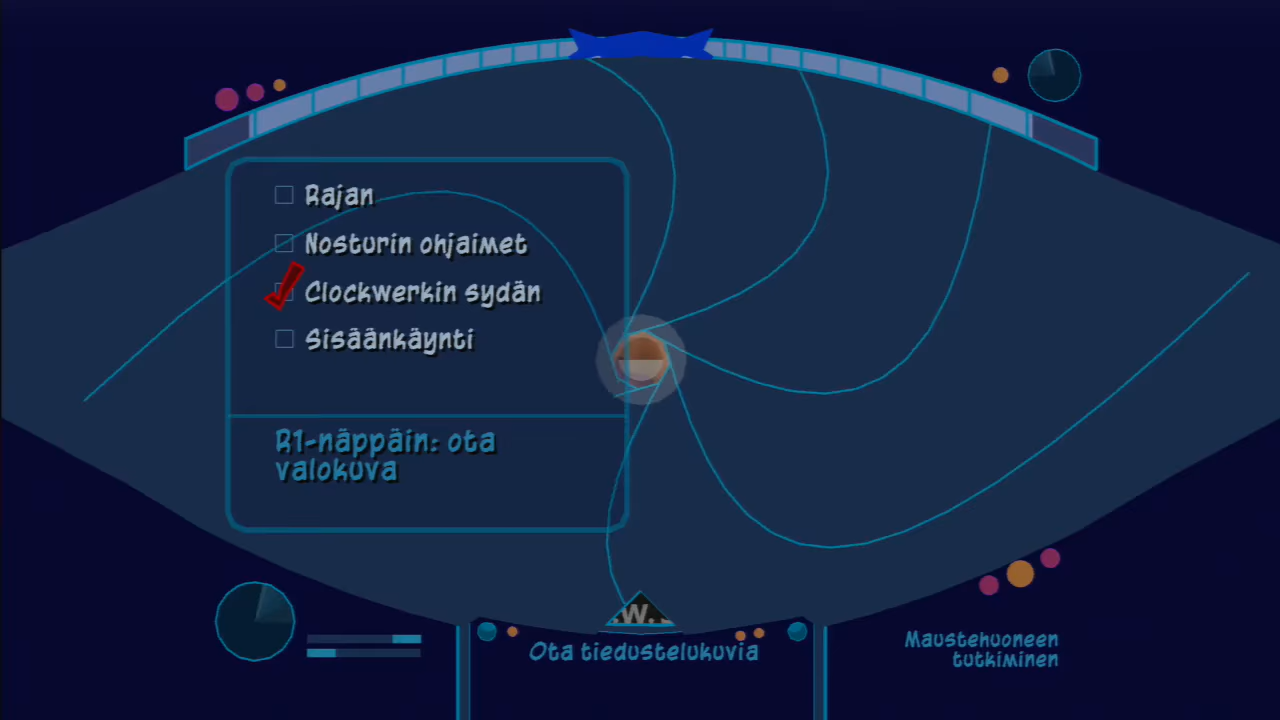 Rajan
Nosturin ohjaimet
Clockwerkin sydän
Sisäänkäynti
R1-näppäin: ota
valokuva
.W.
Ota tiedustelukuvia
Maustehuoneen
tutkiminen